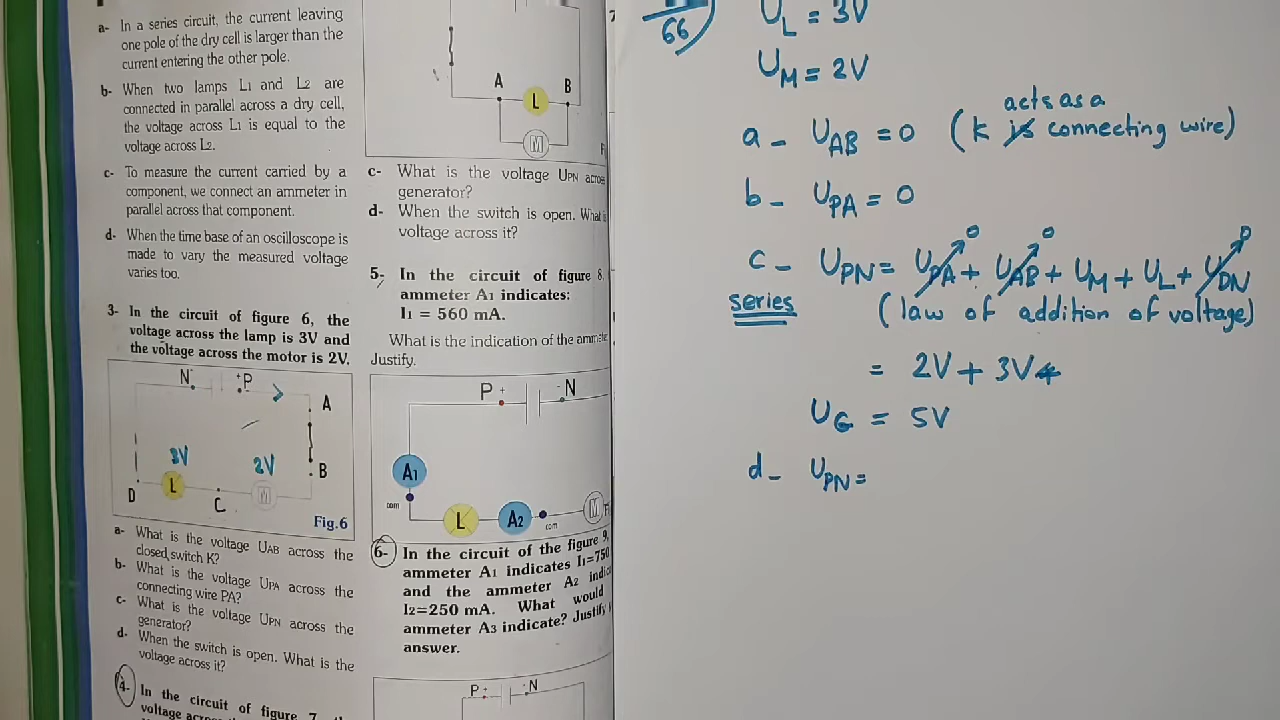 a- In a series circuit, the current leaving
one pole of the dry cell is larger than the
current entering the other pole.
b- When two lamps L1 and L2 are
connected in parallel across a dry cell,
the voltage across L1 is equal to the
voltage across L2.
c- To measure the current carried by a
component, we connect an ammeter in
parallel across that component.
d- When the time base of an oscilloscope is
made to vary the measured voltage
varies too.
3- In the circuit of figure 6, the
voltage across the lamp is 3V and
the voltage across the motor is 2V.
N P A
B
3V 2V
D L C M
Fig.6
a- What is the voltage UAB across the
closed switch K?
b- What is the voltage UPA across the
connecting wire PA?
c- What is the voltage UPN across the
generator?
d- When the switch is open. What is the
voltage across it?
4- In the circuit of figure 7,
A B
L
M
c- What is the voltage UPN across
generator?
d- When the switch is open. What
voltage across it?
5- In the circuit of figure 8,
ammeter A1 indicates:
I1 = 560 mA.
What is the indication of the
Justify.
P + - N
A1
com
L A2 com M
6- In the circuit of the figure 9,
ammeter A1 indicates I1=750
and the ammeter A2
I2=250 mA. What would
ammeter A3 indicate? Justify
answer.
P N
66
UL = 3V
UM = 2V
a - UAB = 0 (K is acts as a connecting wire)
b - UPA = 0
c - UPN = UPA + UAB + UM + UL + UDN
0 0 0
series (law of addition of voltage)
= 2V + 3V
UG = 5V
d - UPN =